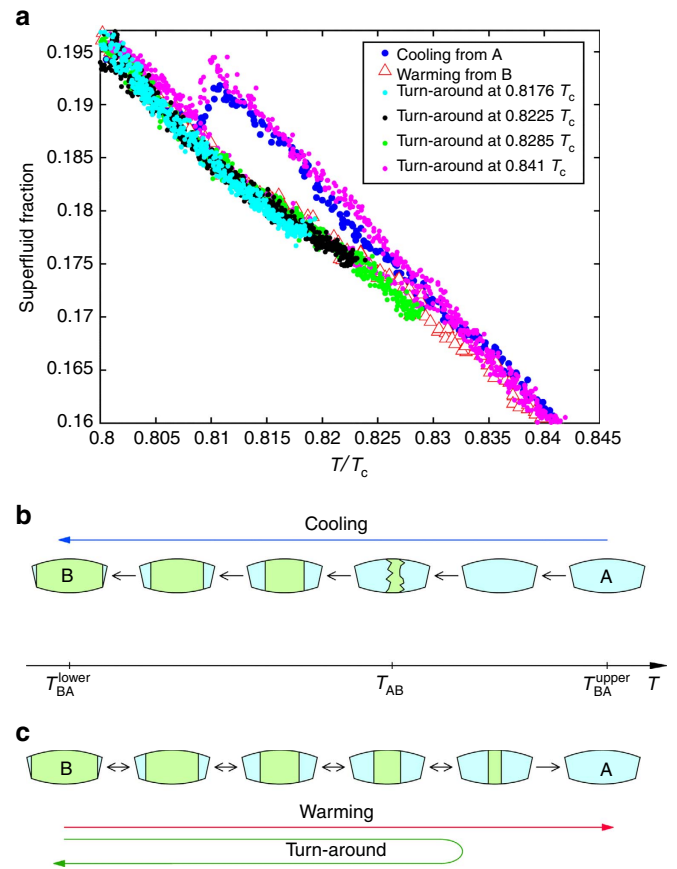 a
0.195
0.19
0.185
0.18
0.175
0.17
0.165
0.16
Superfluid fraction
Cooling from A
Warming from B
Turn-around at 0.8176 Tc
Turn-around at 0.8225 Tc
Turn-around at 0.8285 Tc
Turn-around at 0.841 Tc
0.8 0.805 0.81 0.815 0.82 0.825 0.83 0.835 0.84 0.845
T/Tc
b
Cooling
B A
T lower BA TAB T upper BA T
c
B A
Warming
Turn-around